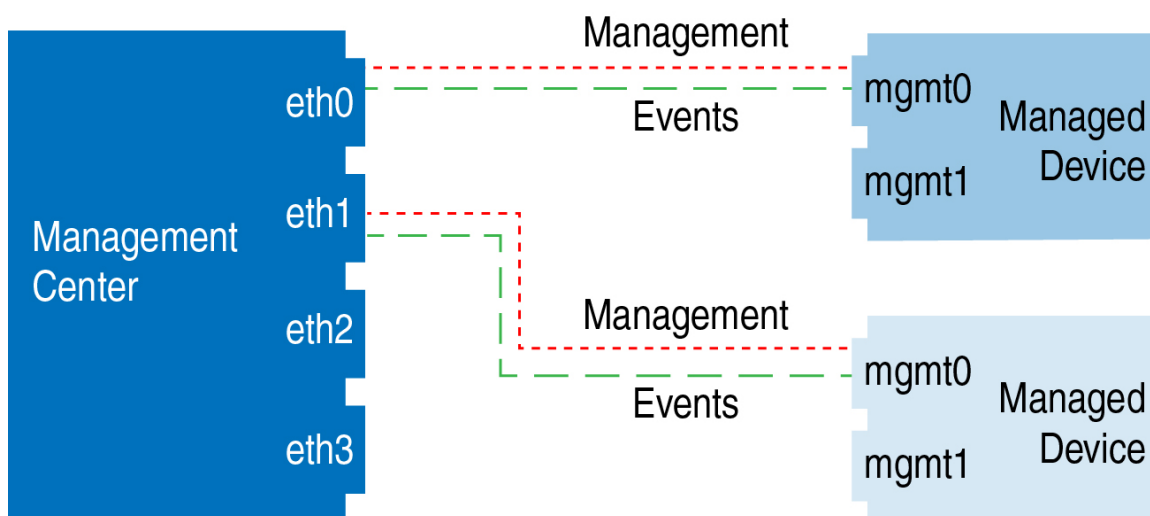 Management
eth0
mgmt0
Events
Managed
Device
mgmt1
eth1
Management
Center
Management
eth2
mgmt0
Events
Managed
Device
eth3
mgmt1